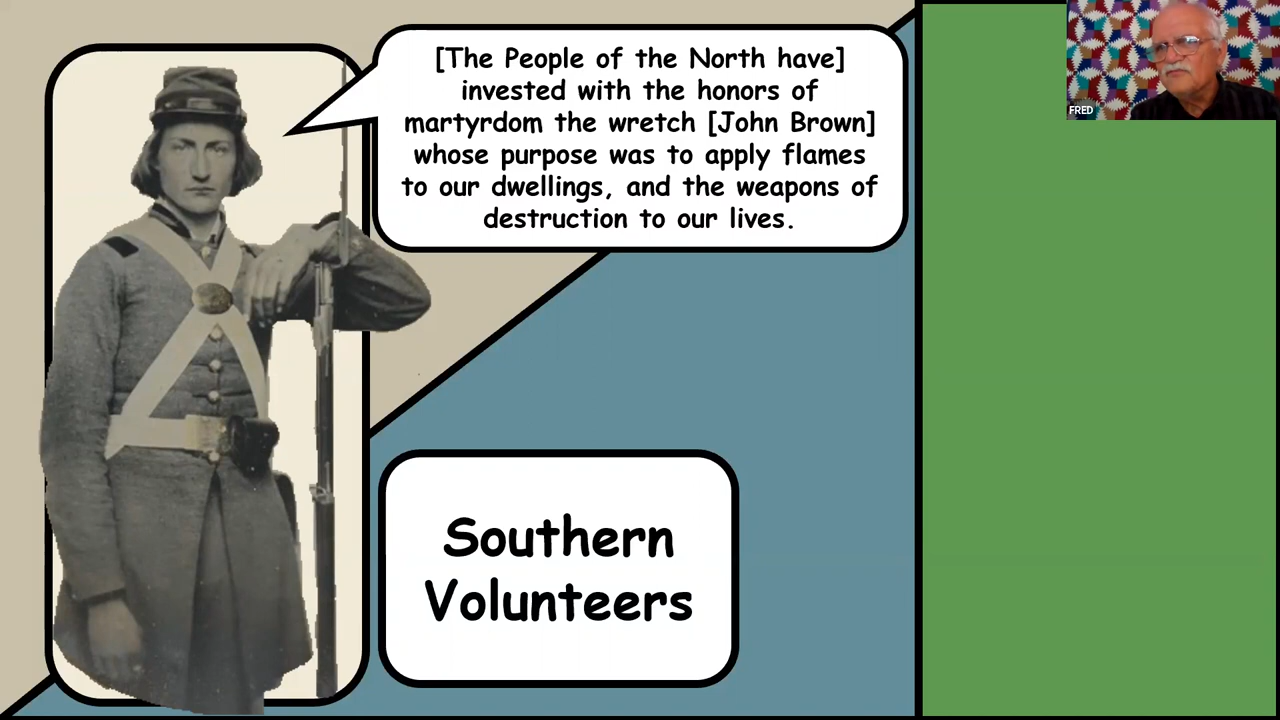 [The People of the North have]
invested with the honors of
martyrdom the wretch [John Brown]
whose purpose was to apply flames
to our dwellings, and the weapons of
destruction to our lives.
FRED
Southern
Volunteers